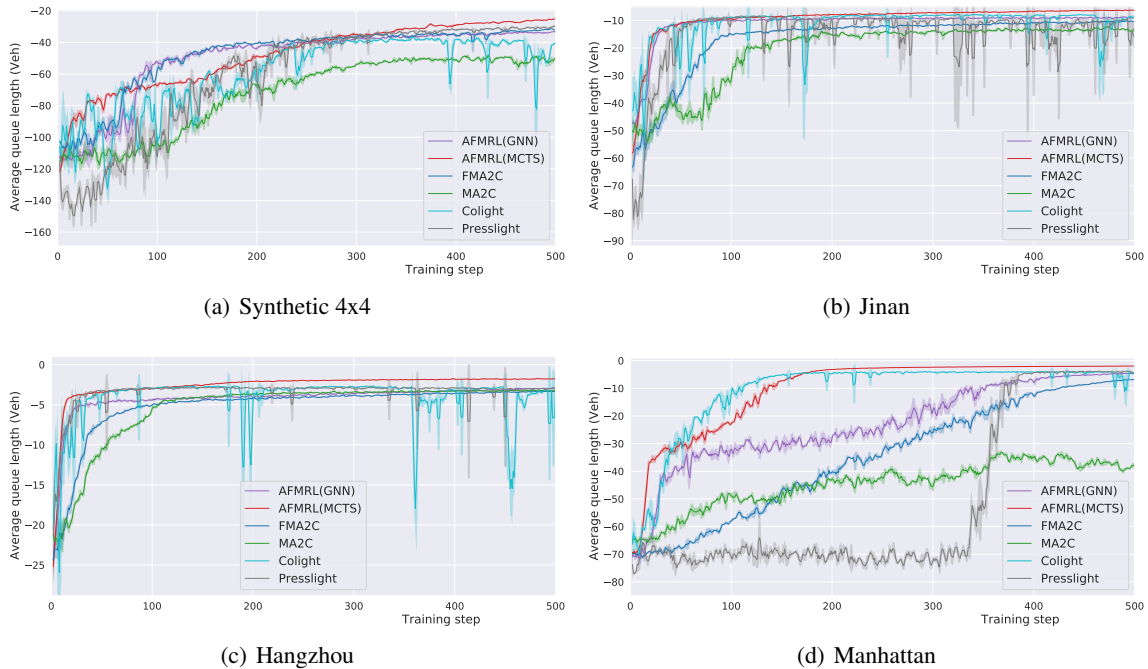 −20
−40
−60
−80
−100
−120
−140
−160
Average queue length (Veh)
AFMRL(GNN)
AFMRL(MCTS)
FMA2C
MA2C
Colight
Presslight
0 100 200 300 400 500
Training step
(a) Synthetic 4x4
−10
−20
−30
−40
−50
−60
−70
−80
−90
Average queue length (Veh)
AFMRL(GNN)
AFMRL(MCTS)
FMA2C
MA2C
Colight
Presslight
0 100 200 300 400 500
Training step
(b) Jinan
0
−5
−10
−15
−20
−25
Average queue length (Veh)
AFMRL(GNN)
AFMRL(MCTS)
FMA2C
MA2C
Colight
Presslight
0 100 200 300 400 500
Training step
(c) Hangzhou
0
−10
−20
−30
−40
−50
−60
−70
−80
Average queue length (Veh)
AFMRL(GNN)
AFMRL(MCTS)
FMA2C
MA2C
Colight
Presslight
0 100 200 300 400 500
Training step
(d) Manhattan